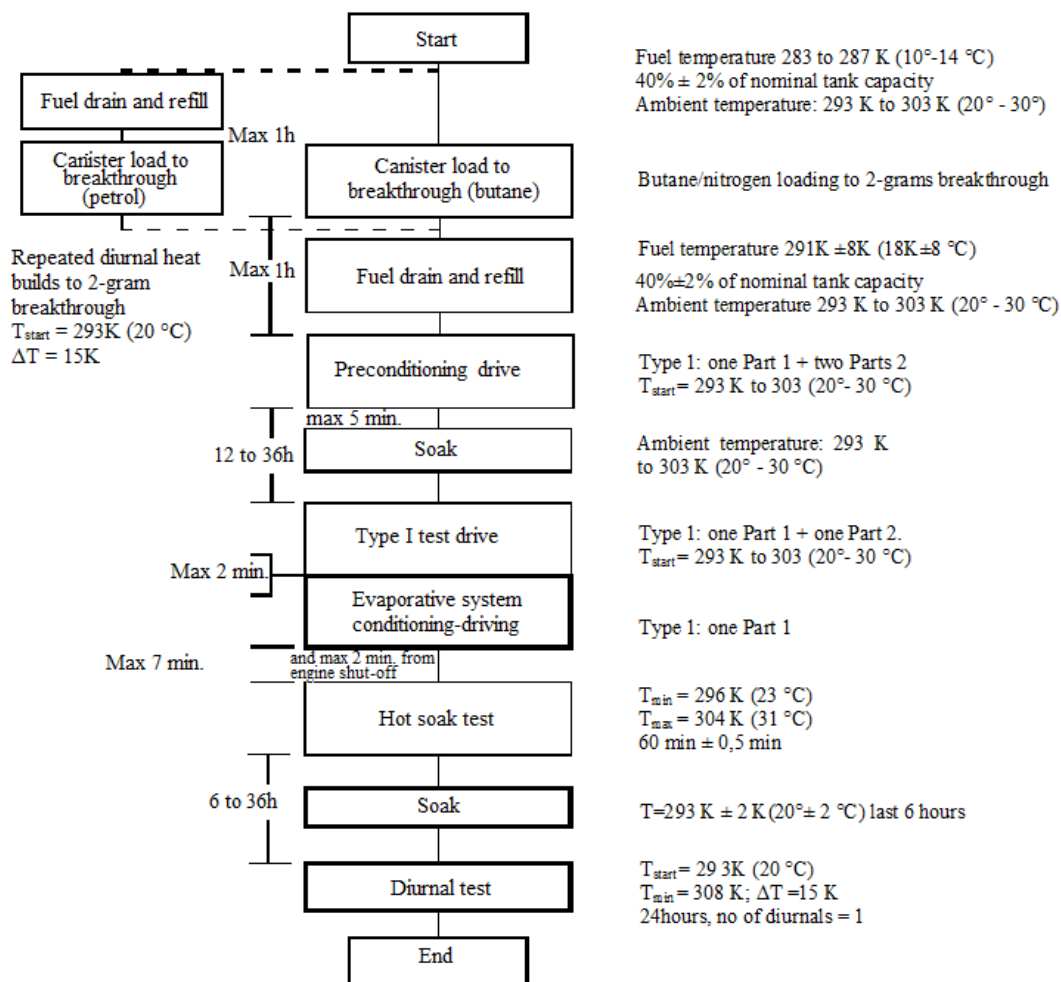 Start
Fuel temperature 283 to 287 K (10°-14 °C)
40% ± 2% of nominal tank capacity
Ambient temperature: 293 K to 303 K (20° - 30°)
Fuel drain and refill
Max 1h
Canister load to
breakthrough
(petrol)
Canister load to
breakthrough (butane)
Butane/nitrogen loading to 2-grams breakthrough
Repeated diurnal heat
builds to 2-gram
breakthrough
Tstart = 293K (20 °C)
ΔT = 15K
Max 1h
Fuel drain and refill
Fuel temperature 291K ±8K (18K±8 °C)
40%±2% of nominal tank capacity
Ambient temperature 293 K to 303 K (20° - 30 °C)
Preconditioning drive
Type 1: one Part 1 + two Parts 2
Tstart = 293 K to 303 (20°- 30 °C)
max 5 min.
12 to 36h
Soak
Ambient temperature: 293 K
to 303 K (20° - 30 °C)
Type I test drive
Type 1: one Part 1 + one Part 2.
Tstart = 293 K to 303 (20°- 30 °C)
Max 2 min.
Evaporative system
conditioning-driving
Type 1: one Part 1
Max 7 min.
and max 2 min. from
engine shut-off
Hot soak test
Tmin = 296 K (23 °C)
Tmax = 304 K (31 °C)
60 min ± 0,5 min
6 to 36h
Soak
T=293 K ± 2 K (20°± 2 °C) last 6 hours
Diurnal test
Tstart = 29 3K (20 °C)
Tmin = 308 K; ΔT =15 K
24hours, no of diurnals = 1
End